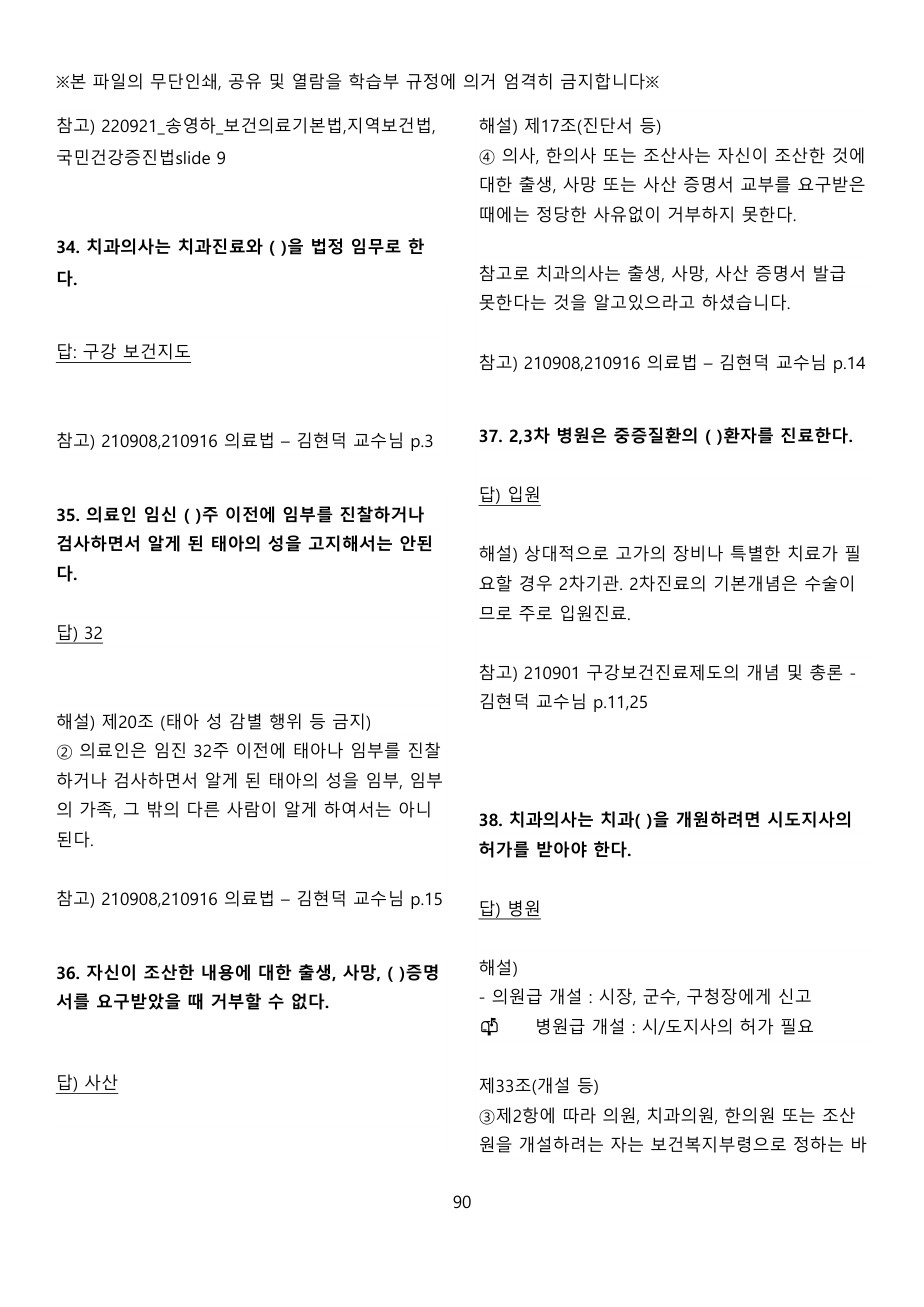 ※본 파일의 무단인쇄, 공유 및 열람을 학습부 규정에 의거 엄격히 금지합니다※
참고) 220921_송영하_보건의료기본법,지역보건법,
국민건강증진법slide 9
34. 치과의사는 치과진료와 ( )을 법정 임무로 한
다.
답: 구강 보건지도
참고) 210908,210916 의료법 – 김현덕 교수님 p.3
35. 의료인 임신 ( )주 이전에 임부를 진찰하거나
검사하면서 알게 된 태아의 성을 고지해서는 안된
다.
답) 32
해설) 제20조 (태아 성 감별 행위 등 금지)
② 의료인은 임진 32주 이전에 태아나 임부를 진찰
하거나 검사하면서 알게 된 태아의 성을 임부, 임부
의 가족, 그 밖의 다른 사람이 알게 하여서는 아니
된다.
참고) 210908,210916 의료법 – 김현덕 교수님 p.15
36. 자신이 조산한 내용에 대한 출생, 사망, ( )증명
서를 요구받았을 때 거부할 수 없다.
답) 사산
해설) 제17조(진단서 등)
④ 의사, 한의사 또는 조산사는 자신이 조산한 것에
대한 출생, 사망 또는 사산 증명서 교부를 요구받은
때에는 정당한 사유없이 거부하지 못한다.
참고로 치과의사는 출생, 사망, 사산 증명서 발급
못한다는 것을 알고있으라고 하셨습니다.
참고) 210908,210916 의료법 – 김현덕 교수님 p.14
37. 2,3차 병원은 중증질환의 ( )환자를 진료한다.
답) 입원
해설) 상대적으로 고가의 장비나 특별한 치료가 필
요할 경우 2차기관. 2차진료의 기본개념은 수술이
므로 주로 입원진료.
참고) 210901 구강보건진료제도의 개념 및 총론 -
김현덕 교수님 p.11,25
38. 치과의사는 치과( )을 개원하려면 시도지사의
허가를 받아야 한다.
답) 병원
해설)
- 의원급 개설 : 시장, 군수, 구청장에게 신고
병원급 개설 : 시/도지사의 허가 필요
제33조(개설 등)
③제2항에 따라 의원, 치과의원, 한의원 또는 조산
원을 개설하려는 자는 보건복지부령으로 정하는 바
90